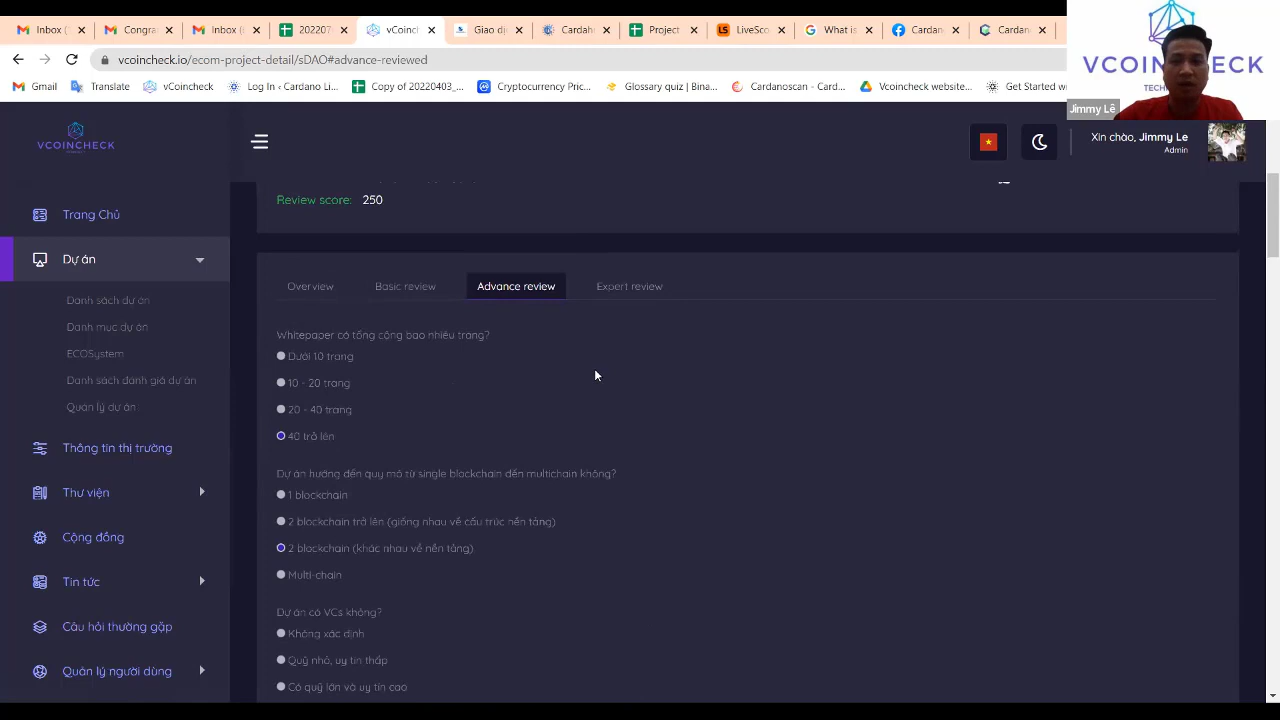 Inbox (
Congra
Inbox (
202207
vCoinch
Giao dị
Cardah
Project
LiveSco
What is
Cardan
Cardan
vcoincheck.io/ecom-project-detail/sDAO#advance-reviewed
Gmail
Translate
vCoincheck
Log In - Cardano Li...
Copy of 20220403_...
Cryptocurrency Pric...
Glossary quiz | Bina...
Cardanoscan - Card...
Vcoincheck website...
Get Started w
VCOINCHECK
Jimmy Lê
VCOINCHECK
Xin chào, Jimmy Le
Admin
Review score: 250
Trang Chủ
Dự án
Danh sách dự án
Danh mục dự án
ECOSystem
Danh sách đánh giá dự án
Quản lý dự án
Thông tin thị trường
Thư viện
Cộng đồng
Tin tức
Câu hỏi thường gặp
Quản lý người dùng
Overview
Basic review
Advance review
Expert review
Whitepaper có tổng cộng bao nhiêu trang?
Dưới 10 trang
10 - 20 trang
20 - 40 trang
40 trở lên
Dự án hướng đến quy mô từ single blockchain đến multichain không?
1 blockchain
2 blockchain trở lên (giống nhau về cấu trúc nền tảng)
2 blockchain (khác nhau về nền tảng)
Multi-chain
Dự án có VCs không?
Không xác định
Quỹ nhỏ, uy tín thấp
Có quỹ lớn và uy tín cao